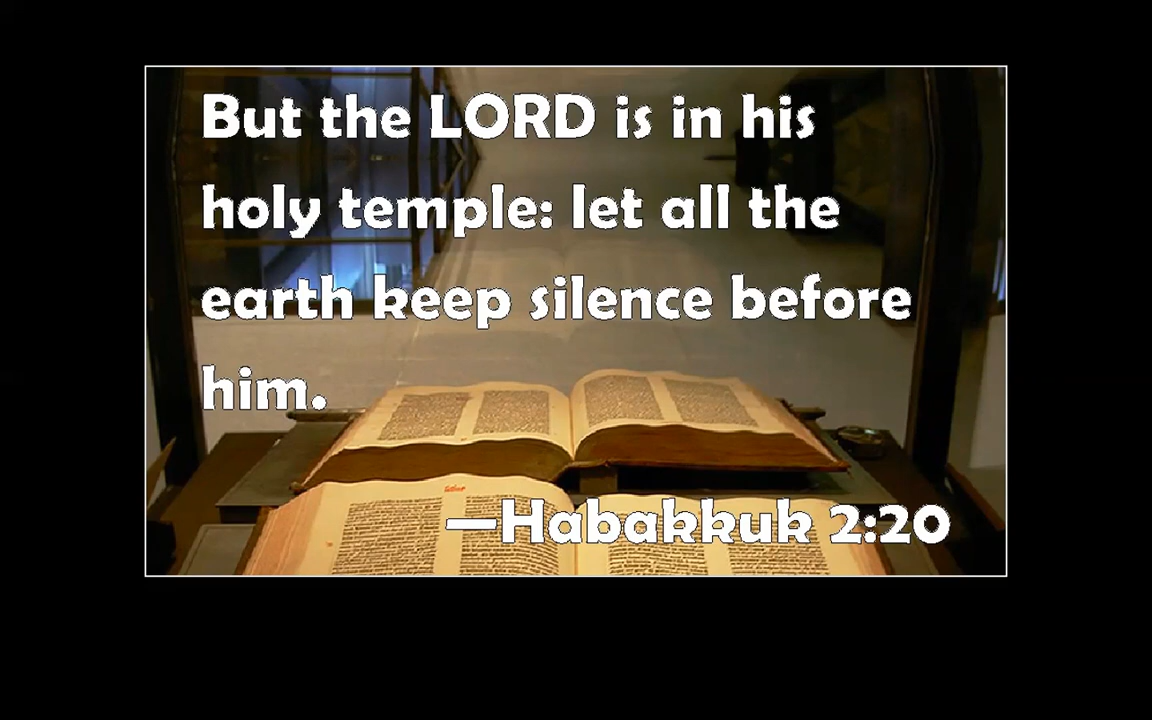 But the LORD is in his
holy temple: let all the
earth keep silence before
him.
—Habakkuk 2:20